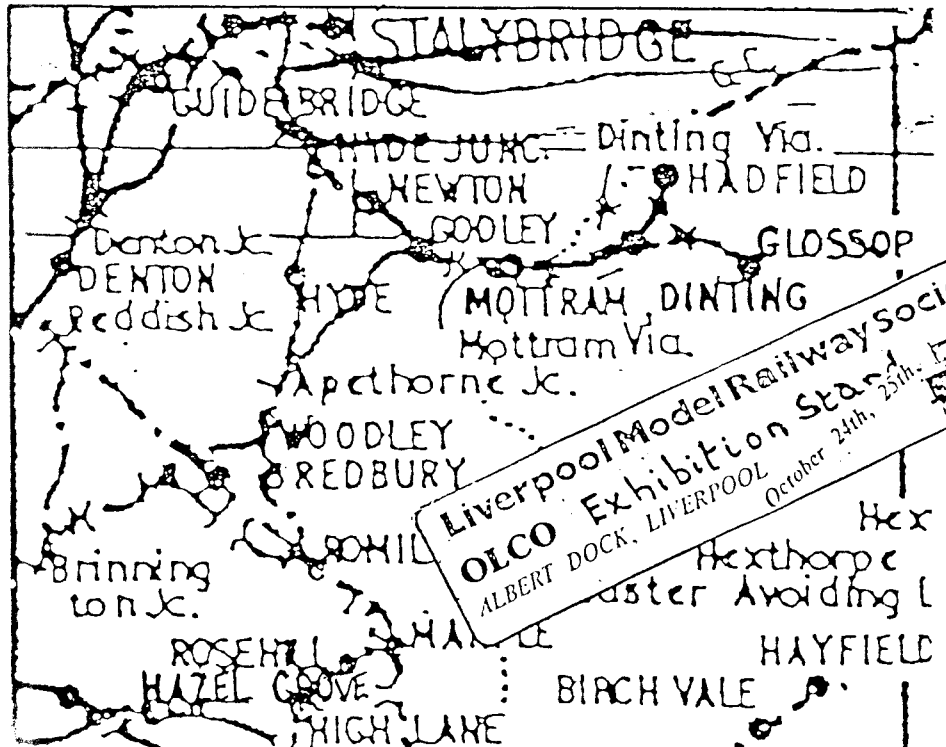 STALYBRIDGE
G.C.
GUIDE BRIDGE
HYDE JUNC.
Dinting Via.
NEWTON
HADFIELD
GODLEY
Denton Jc
GLOSSOP
DENTON
HYDE
MOTTRAM
DINTING
Reddish Jc
Mottram Via.
Apethorne Jc.
WOODLEY
BREDBURY
Liverpool Model Railway Soci
OLCO Exhibition Stand
ALBERT DOCK, LIVERPOOL October 24th, 25th,
Hex
ROMIL
Hexthorpe
Brinning
ton Jc.
aster Avoiding L
MARPLE
ROSEHILL
HAYFIELD
HAZEL GROVE
BIRCH VALE
HIGH LANE